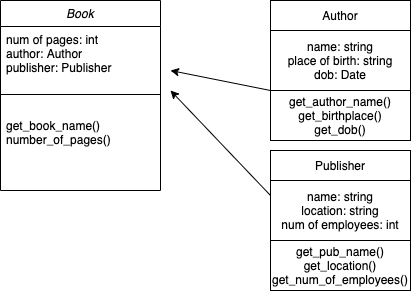 Book
num of pages: int
author: Author
publisher: Publisher
get_book_name()
number_of_pages()
Author
name: string
place of birth: string
dob: Date
get_author_name()
get_birthplace()
get_dob()
Publisher
name: string
location: string
num of employees: int
get_pub_name()
get_location()
get_num_of_employees()